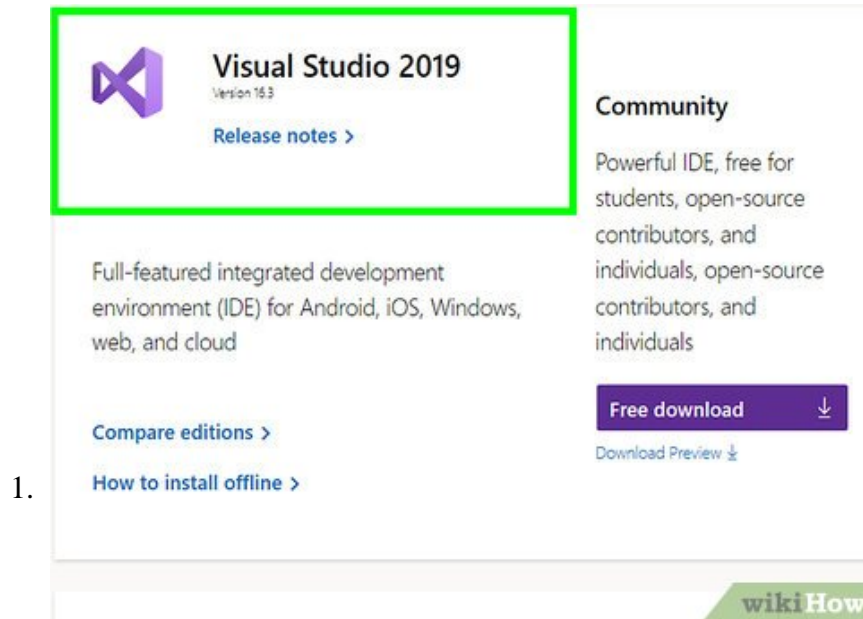 Visual Studio 2019
Version 16.3
Release notes >
Full-featured integrated development
environment (IDE) for Android, iOS, Windows,
web, and cloud
Compare editions >
How to install offline >
Community
Powerful IDE, free for
students, open-source
contributors, and
individuals, open-source
contributors, and
individuals
Free download
Download Preview
1.
wikiHow